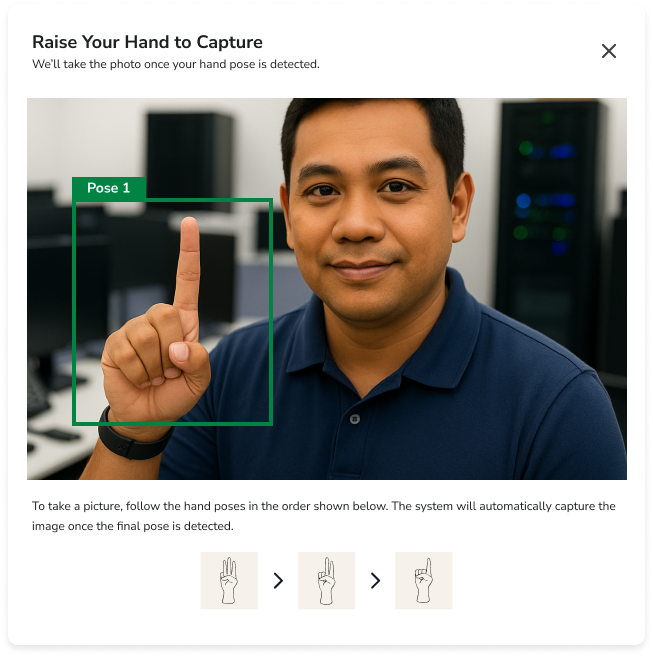 Raise Your Hand to Capture
We'll take the photo once your hand pose is detected.
Pose 1
To take a picture, follow the hand poses in the order shown below. The system will automatically capture the
image once the final pose is detected.